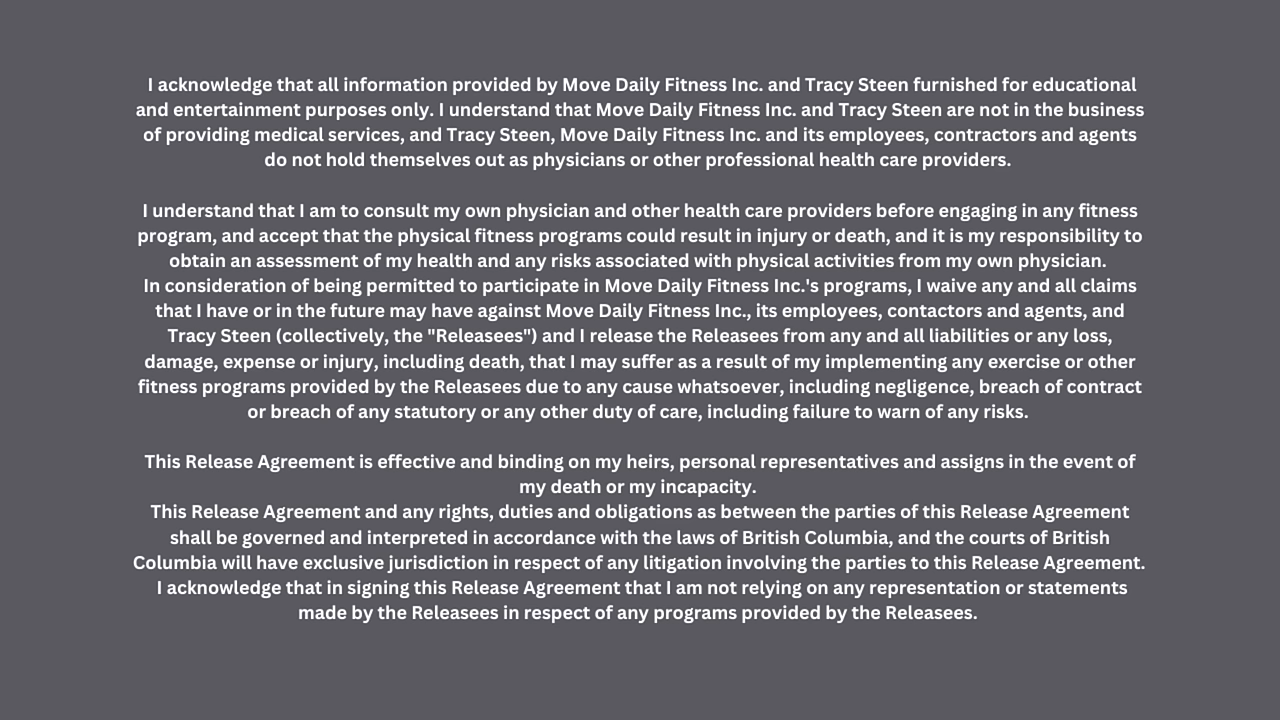 I acknowledge that all information provided by Move Daily Fitness Inc. and Tracy Steen furnished for educational
and entertainment purposes only. I understand that Move Daily Fitness Inc. and Tracy Steen are not in the business
of providing medical services, and Tracy Steen, Move Daily Fitness Inc. and its employees, contractors and agents
do not hold themselves out as physicians or other professional health care providers.
I understand that I am to consult my own physician and other health care providers before engaging in any fitness
program, and accept that the physical fitness programs could result in injury or death, and it is my responsibility to
obtain an assessment of my health and any risks associated with physical activities from my own physician.
In consideration of being permitted to participate in Move Daily Fitness Inc.'s programs, I waive any and all claims
that I have or in the future may have against Move Daily Fitness Inc., its employees, contactors and agents, and
Tracy Steen (collectively, the "Releasees") and I release the Releasees from any and all liabilities or any loss,
damage, expense or injury, including death, that I may suffer as a result of my implementing any exercise or other
fitness programs provided by the Releasees due to any cause whatsoever, including negligence, breach of contract
or breach of any statutory or any other duty of care, including failure to warn of any risks.
This Release Agreement is effective and binding on my heirs, personal representatives and assigns in the event of
my death or my incapacity.
This Release Agreement and any rights, duties and obligations as between the parties of this Release Agreement
shall be governed and interpreted in accordance with the laws of British Columbia, and the courts of British
Columbia will have exclusive jurisdiction in respect of any litigation involving the parties to this Release Agreement.
I acknowledge that in signing this Release Agreement that I am not relying on any representation or statements
made by the Releasees in respect of any programs provided by the Releasees.